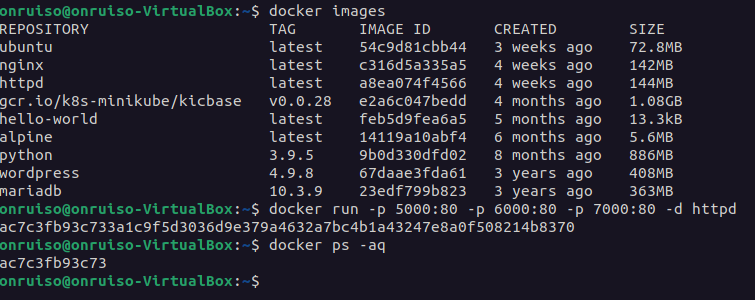 onruiso@onruiso-VirtualBox:~$ docker images
REPOSITORY TAG IMAGE ID CREATED SIZE
ubuntu latest 54c9d81cbb44 3 weeks ago 72.8MB
nginx latest c316d5a335a5 4 weeks ago 142MB
httpd latest a8ea074f4566 4 weeks ago 144MB
gcr.io/k8s-minikube/kicbase v0.0.28 e2a6c047bedd 4 months ago 1.08GB
hello-world latest feb5d9fea6a5 5 months ago 13.3kB
alpine latest 14119a10abf4 6 months ago 5.6MB
python 3.9.5 9b0d330dfd02 8 months ago 886MB
wordpress 4.9.8 67daae3fda61 3 years ago 408MB
mariadb 10.3.9 23edf799b823 3 years ago 363MB
onruiso@onruiso-VirtualBox:~$ docker run -p 5000:80 -p 6000:80 -p 7000:80 -d httpd
ac7c3fb93c733a1c9f5d3036d9e379a4632a7bc4b1a43247e8a0f508214b8370
onruiso@onruiso-VirtualBox:~$ docker ps -aq
ac7c3fb93c73
onruiso@onruiso-VirtualBox:~$